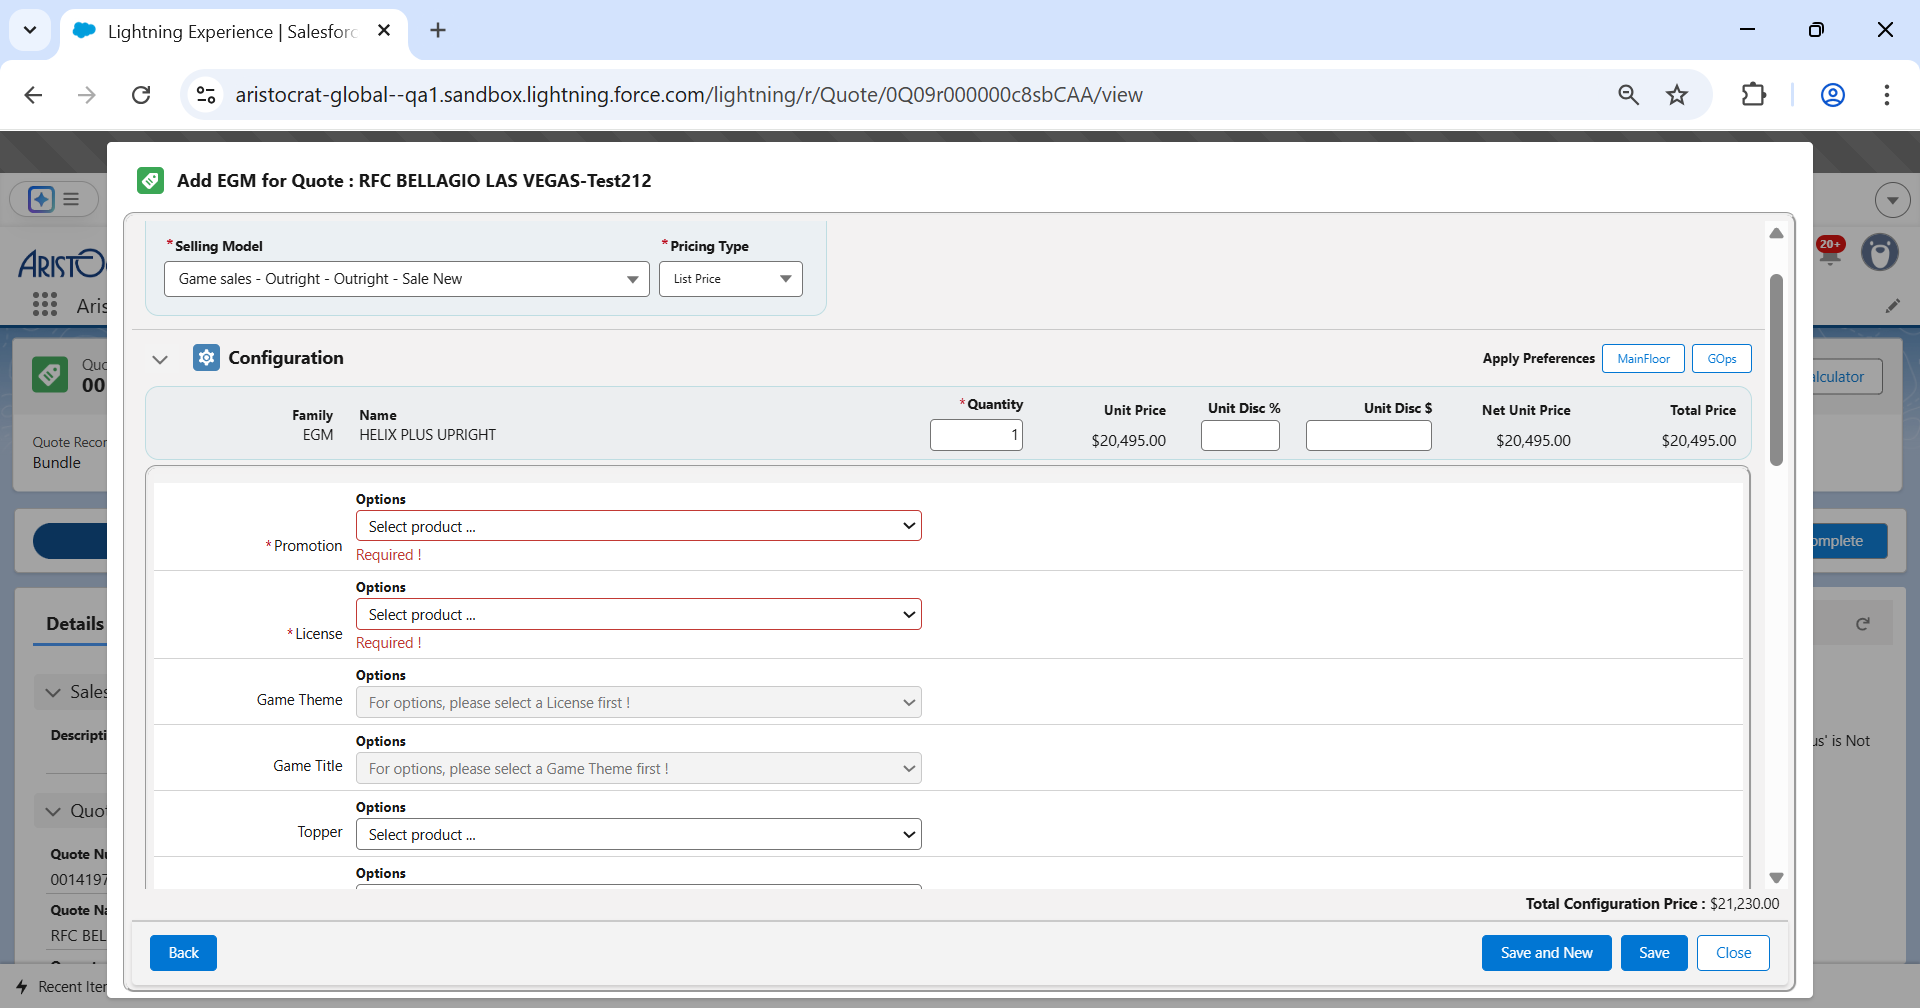 Lightning Experience | Salesforc
aristocrat-global--qa1.sandbox.lightning.force.com/lightning/r/Quote/0Q09r000000c8sbCAA/view
Add EGM for Quote : RFC BELLAGIO LAS VEGAS-Test212
*Selling Model
*Pricing Type
Game sales - Outright - Outright - Sale New
List Price
ARISTO
20+
Aris
Configuration
Apply Preferences
MainFloor
GOps
Quo
00
alculator
Family
Name
*Quantity
Unit Price
Unit Disc %
Unit Disc $
Net Unit Price
Total Price
EGM
HELIX PLUS UPRIGHT
1
$20,495.00
$20,495.00
$20,495.00
Quote Recor
Bundle
Options
*Promotion
Select product ...
Required !
omplete
Options
*License
Select product ...
Required !
Details
Options
Game Theme
For options, please select a License first !
Sales
Options
Game Title
For options, please select a Game Theme first !
Descripti
us' is Not
Options
Topper
Select product ...
Quot
Options
Quote Nu
0014197
Quote Na
RFC BEL
Total Configuration Price : $21,230.00
Back
Save and New
Save
Close
Recent Iter